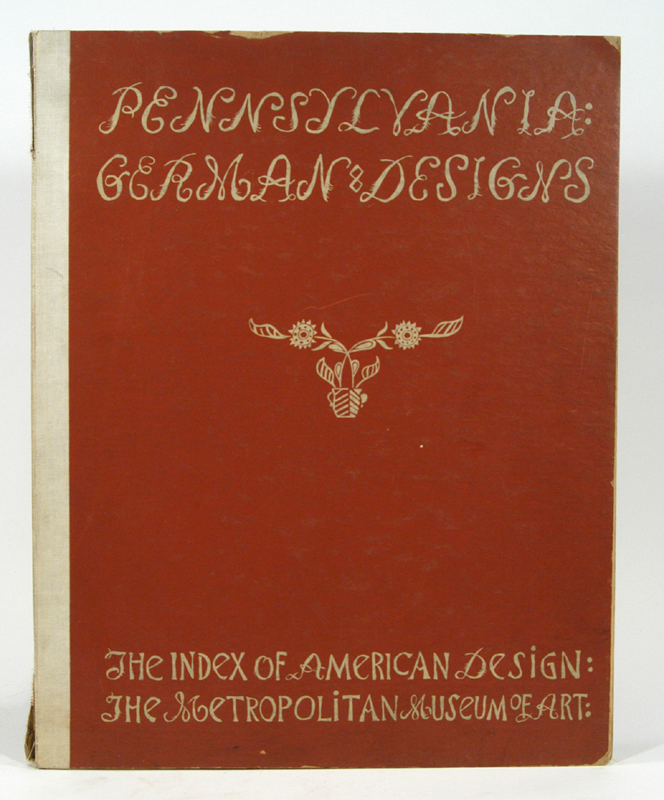 PENNSYLVANIA:
GERMAN: DESIGNS
THE INDEX OF AMERICAN DESIGN:
THE METROPOLITAN MUSEUM OF ART: